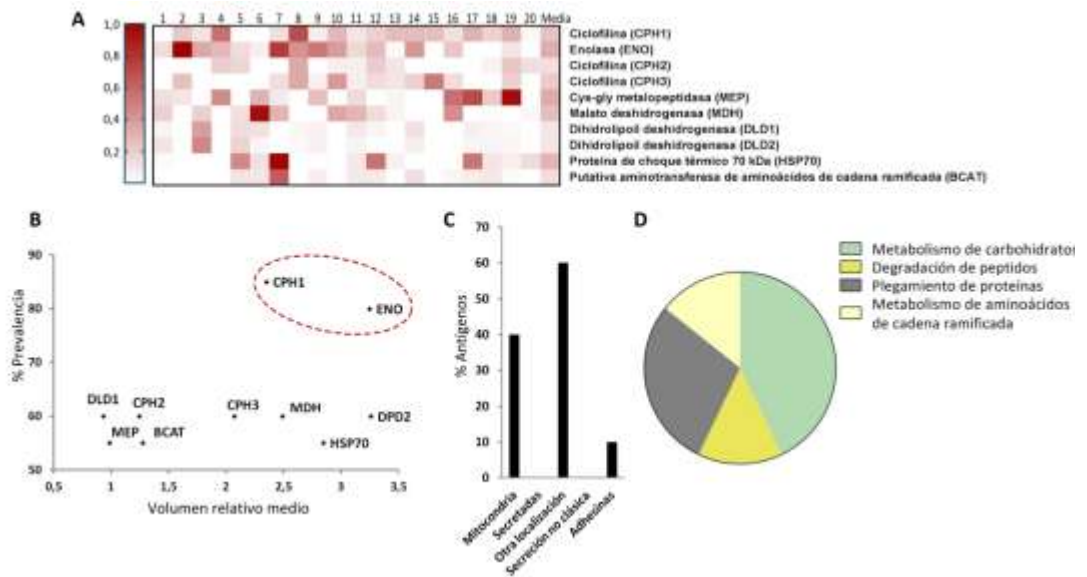 A
1 2 3 4 5 6 7 8 9 10 11 12 13 14 15 16 17 18 19 20 Media
1,0
0,8
0,6
0,4
0,2
Ciclofilina (CPH1)
Enolasa (ENO)
Ciclofilina (CPH2)
Ciclofilina (CPH3)
Cys-gly metalopeptidasa (MEP)
Malato deshidrogenasa (MDH)
Dihidrolipoil deshidrogenasa (DLD1)
Dihidrolipoil deshidrogenasa (DLD2)
Proteína de choque térmico 70 kDa (HSP70)
Putativa aminotransferasa de aminoácidos de cadena ramificada (BCAT)
B
% Prevalencia
90
80
70
60
50
CPH1
ENO
DLD1
CPH2
CPH3
MDH
DPD2
MEP
BCAT
HSP70
0,5 1 1,5 2 2,5 3 3,5
Volumen relativo medio
C
% Antígenos
70
60
50
40
30
20
10
0
Mitocondria
Secretadas
Otra localización
Secreción no clásica
Adhesinas
D
Metabolismo de carbohidratos
Degradación de peptidos
Plegamiento de proteínas
Metabolismo de aminoácidos
de cadena ramificada